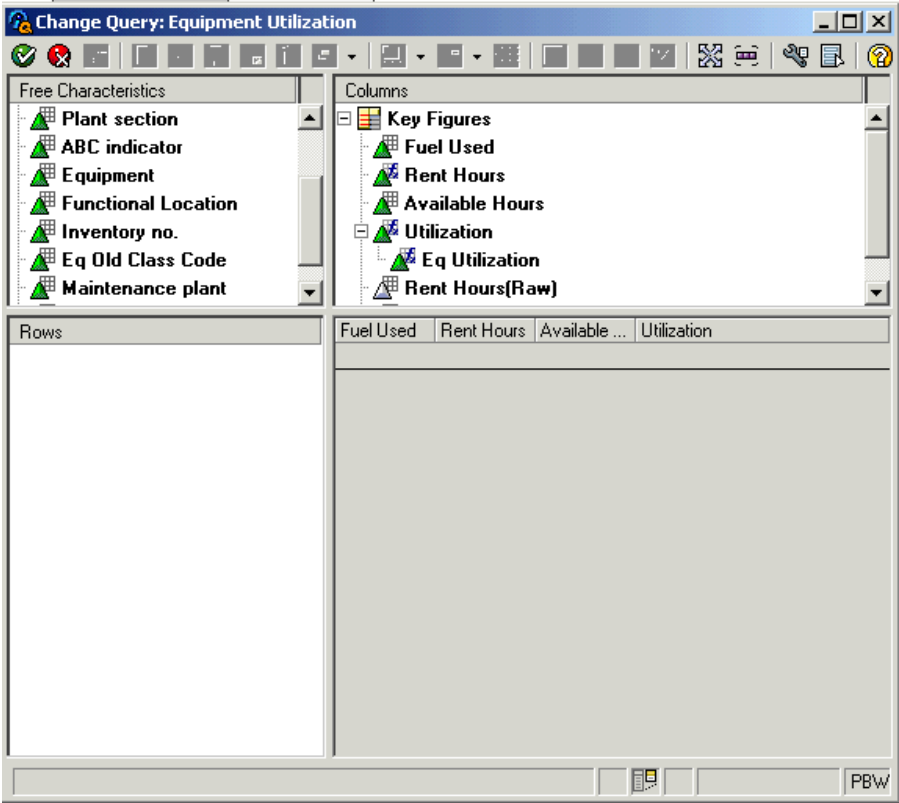 Change Query: Equipment Utilization
Free Characteristics
Plant section
ABC indicator
Equipment
Functional Location
Inventory no.
Eq Old Class Code
Maintenance plant
Columns
Key Figures
Fuel Used
Rent Hours
Available Hours
Utilization
Eq Utilization
Rent Hours(Raw)
Rows
Fuel Used Rent Hours Available ... Utilization
PBW